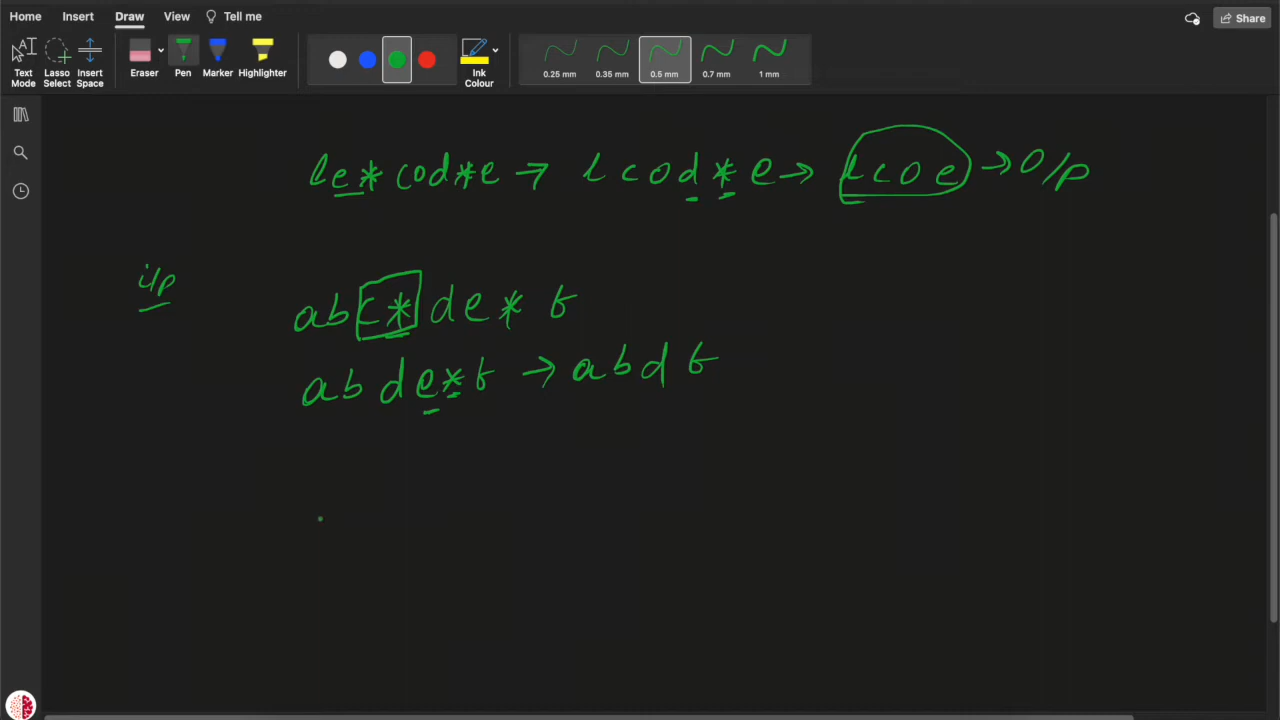 Home Insert Draw View Tell me Share
Text Mode Lasso Select Insert Space Eraser Pen Marker Highlighter Ink Colour 0.25 mm 0.35 mm 0.5 mm 0.7 mm 1 mm
le*cod*e → lcod*e → lcoe → O/p
i/p
abc*de*t
abde*t → abdt